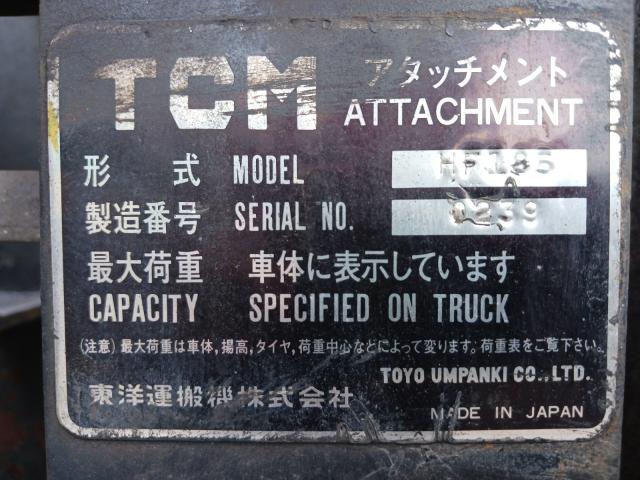 TCM アタッチメント
ATTACHMENT
形 式 MODEL
製造番号 SERIAL NO.
最大荷重 車体に表示しています
CAPACITY SPECIFIED ON TRUCK
(注意) 最大荷重は車体,揚高,タイヤ,荷重中心などによって変ります。荷重表をご覧下さい。
TOYO UMPANKI CO.,LTD.
東洋運搬機株式会社
MADE IN JAPAN